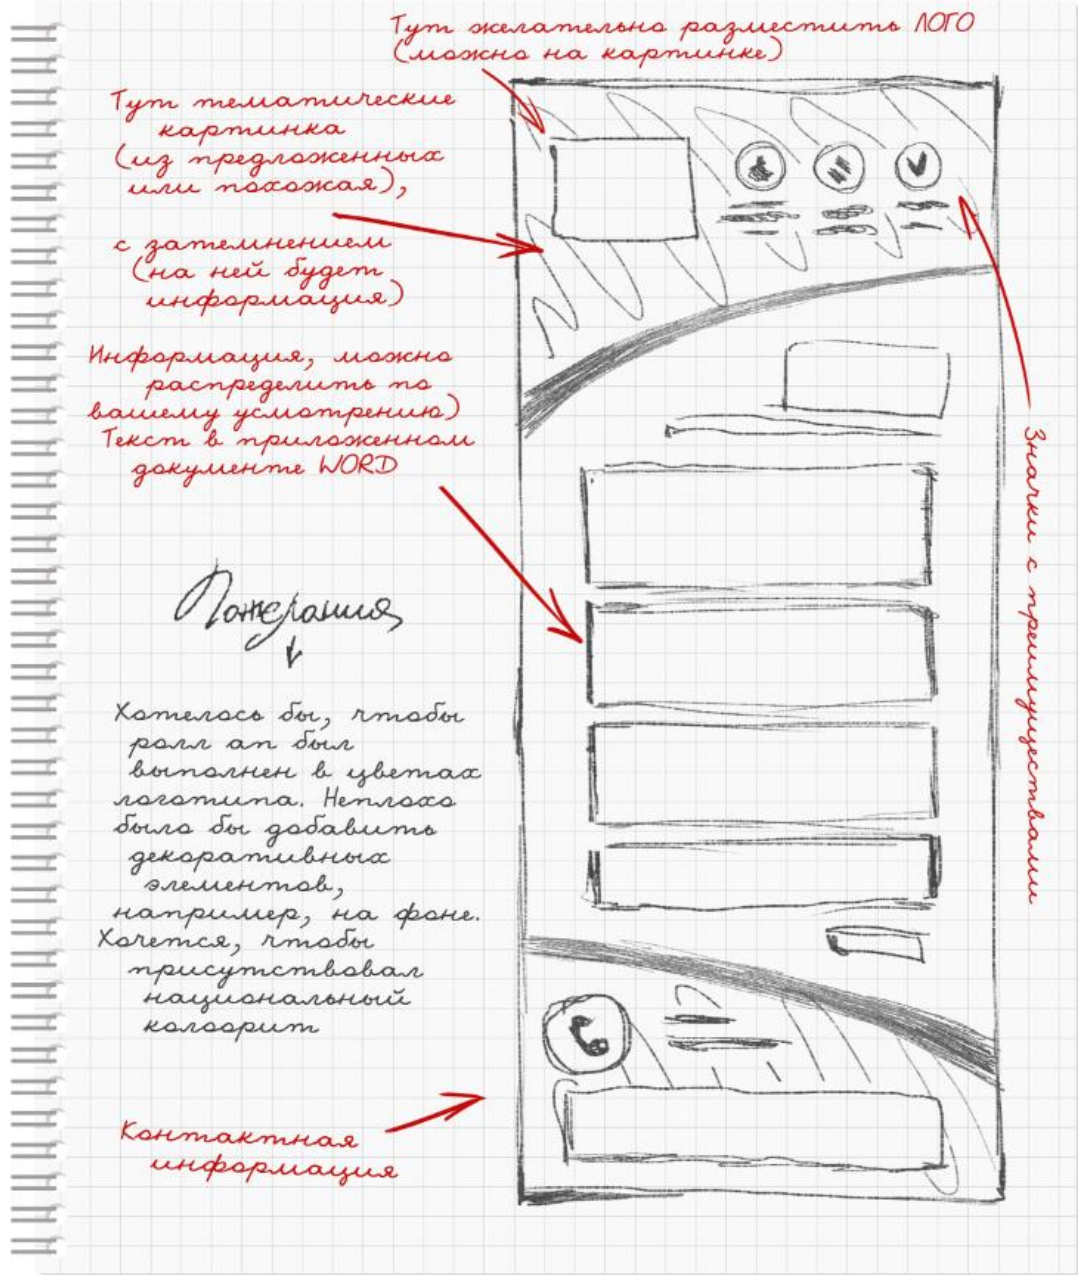 Тут желательно разместить ЛОГО
(можно на картинке)
Тут тематические
картинка
(из предложенных
или похожая),
с затемнением
(на ней будет
информация)
Информация, можно
распределить по
вашему усмотрению)
Текст в приложенном
документе WORD
Значки с преимуществами
Пожелания
Хотелось бы, чтобы
ролл ап был
выполнен в цветах
логотипа. Неплохо
было бы добавить
декоративных
элементов,
например, на фоне.
Хочется, чтобы
присутствовал
национальный
колорит
Контактная
информация